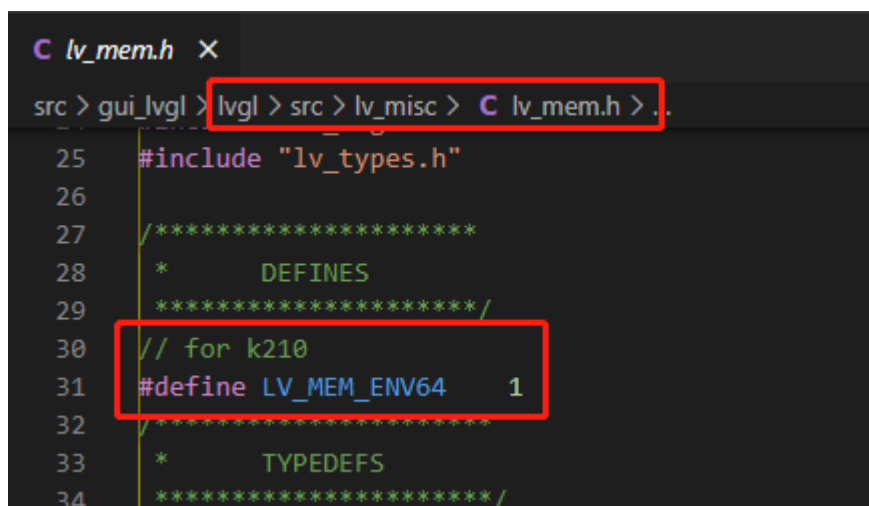 C lv_mem.h ×
src > gui_lvgl > lvgl > src > lv_misc > C lv_mem.h > ...
25 #include "lv_types.h"
26
27 /*********************
28 *      DEFINES
29 *********************/
30 // for k210
31 #define LV_MEM_ENV64    1
32 /**********************
33 *      TYPEDEFS
34 **********************/